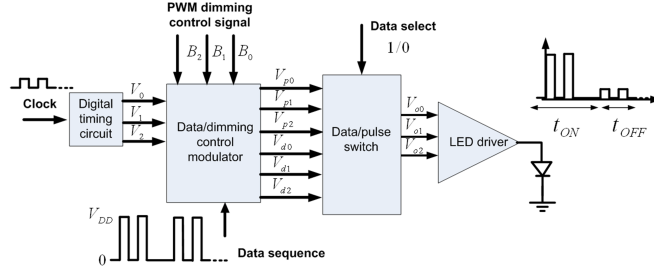 PWM dimming
control signal
Data select
1/0
B2 B1 B0
Clock
Digital
timing
circuit
V0
V1
V2
Data/dimming
control
modulator
Vp0
Vp1
Vp2
Vd0
Vd1
Vd2
Data/pulse
switch
Vo0
Vo1
Vo2
LED driver
tON
tOFF
VDD
0
Data sequence